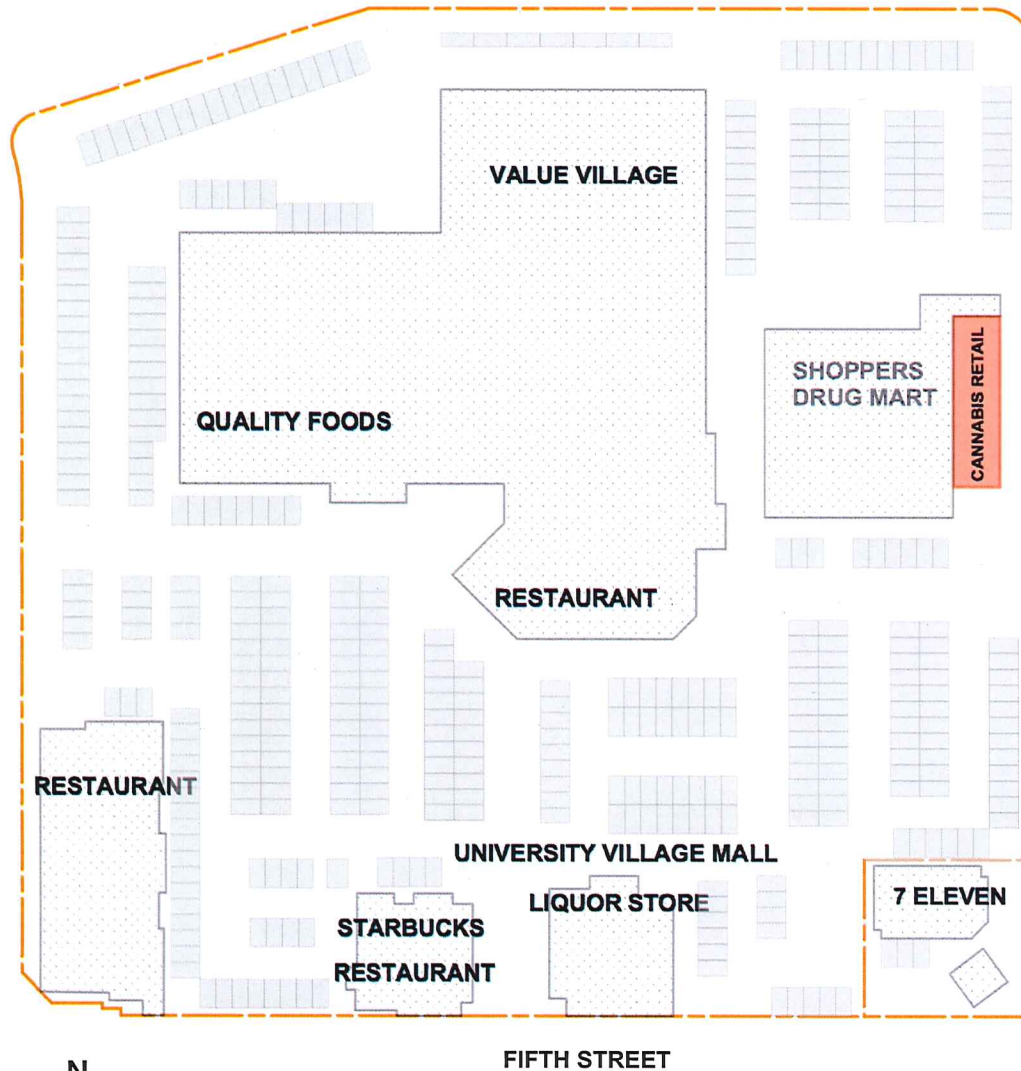 VALUE VILLAGE
SHOPPERS
DRUG MART
CANNABIS RETAIL
QUALITY FOODS
RESTAURANT
RESTAURANT
UNIVERSITY VILLAGE MALL
LIQUOR STORE
7 ELEVEN
STARBUCKS
RESTAURANT
FIFTH STREET
N